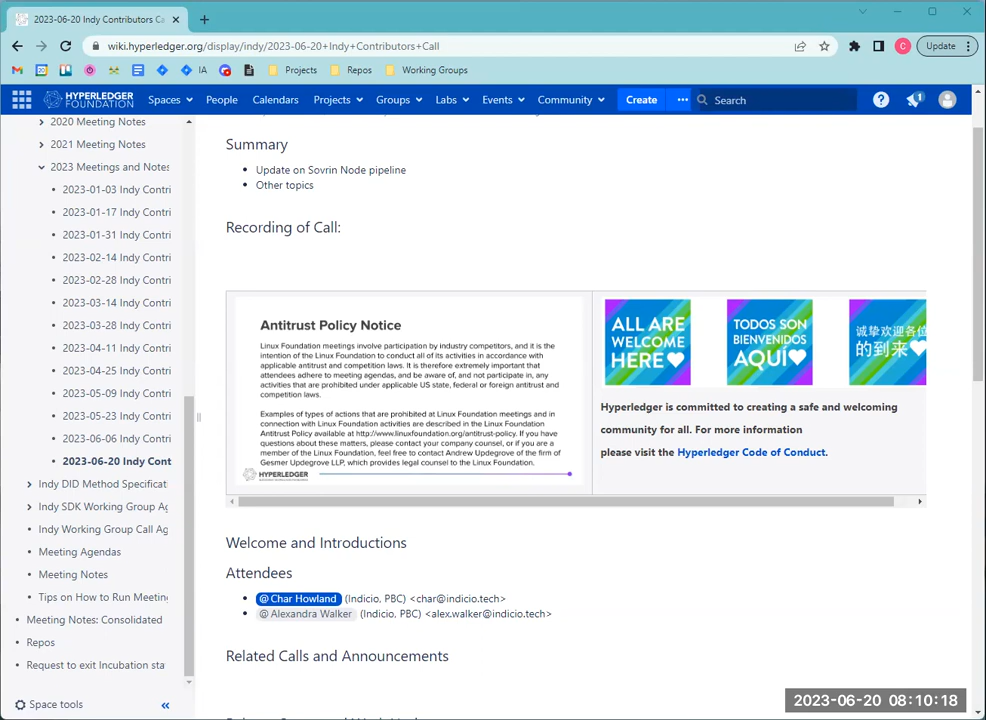 2023-06-20 Indy Contributors Ca
wiki.hyperledger.org/display/indy/2023-06-20+Indy+Contributors+Call
Update
IA
Projects
Repos
Working Groups
HYPERLEDGER
FOUNDATION
Spaces
People
Calendars
Projects
Groups
Labs
Events
Community
Create
Search
1
C
2020 Meeting Notes
2021 Meeting Notes
2023 Meetings and Notes
2023-01-03 Indy Contri
2023-01-17 Indy Contri
2023-01-31 Indy Contri
2023-02-14 Indy Contri
2023-02-28 Indy Contri
2023-03-14 Indy Contri
2023-03-28 Indy Contri
2023-04-11 Indy Contri
2023-04-25 Indy Contri
2023-05-09 Indy Contri
2023-05-23 Indy Contri
2023-06-06 Indy Contri
2023-06-20 Indy Cont
Indy DID Method Specificat
Indy SDK Working Group Ag
Indy Working Group Call Ag
Meeting Agendas
Meeting Notes
Tips on How to Run Meeting
Meeting Notes: Consolidated
Repos
Request to exit Incubation sta
Space tools
Summary
Update on Sovrin Node pipeline
Other topics
Recording of Call:
Antitrust Policy Notice
Linux Foundation meetings involve participation by industry competitors, and it is the
intention of the Linux Foundation to conduct all of its activities in accordance with
applicable antitrust and competition laws. It is therefore extremely important that
attendees adhere to meeting agendas, and be aware of, and not participate in, any
activities that are prohibited under applicable US state, federal or foreign antitrust and
competition laws.
Examples of types of actions that are prohibited at Linux Foundation meetings and in
connection with Linux Foundation activities are described in the Linux Foundation
Antitrust Policy available at http://www.linuxfoundation.org/antitrust-policy. If you have
questions about these matters, please contact your company counsel, or if you are a
member of the Linux Foundation, feel free to contact Andrew Updegrove of the firm of
Gesmer Updegrove LLP, which provides legal counsel to the Linux Foundation.
HYPERLEDGER
ALL ARE
WELCOME
HERE
TODOS SON
BIENVENIDOS
AQUÍ
诚挚欢迎各位
的到来
Hyperledger is committed to creating a safe and welcoming
community for all. For more information
please visit the Hyperledger Code of Conduct.
Welcome and Introductions
Attendees
@Char Howland (Indicio, PBC) <char@indicio.tech>
@Alexandra Walker (Indicio, PBC) <alex.walker@indicio.tech>
Related Calls and Announcements
2023-06-20 08:10:18